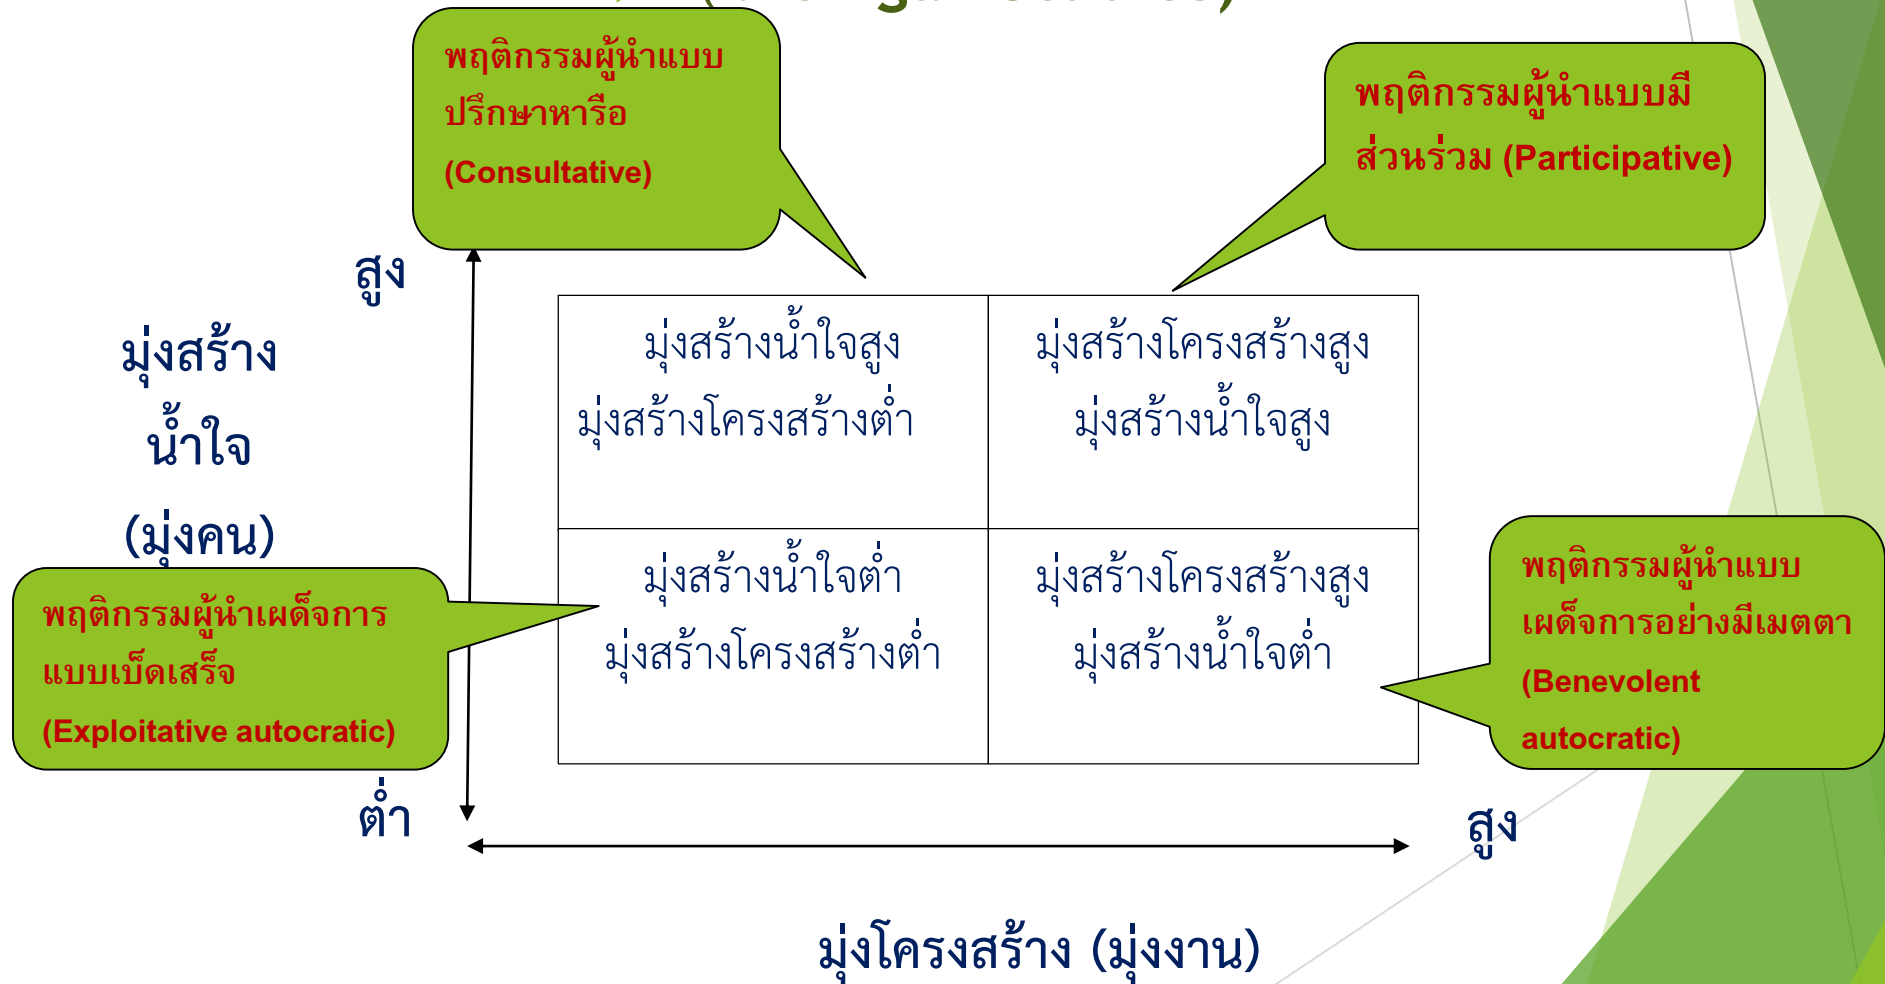 พฤติกรรมผู้นำแบบ
ปรึกษาหารือ
(Consultative)
พฤติกรรมผู้นำแบบมี
ส่วนร่วม (Participative)
สูง
มุ่งสร้าง
น้ำใจ
(มุ่งคน)
มุ่งสร้างน้ำใจสูง
มุ่งสร้างโครงสร้างต่ำ
มุ่งสร้างโครงสร้างสูง
มุ่งสร้างน้ำใจสูง
พฤติกรรมผู้นำเผด็จการ
แบบเบ็ดเสร็จ
(Exploitative autocratic)
มุ่งสร้างน้ำใจต่ำ
มุ่งสร้างโครงสร้างต่ำ
มุ่งสร้างโครงสร้างสูง
มุ่งสร้างน้ำใจต่ำ
พฤติกรรมผู้นำแบบ
เผด็จการอย่างมีเมตตา
(Benevolent
autocratic)
ต่ำ
สูง
มุ่งโครงสร้าง (มุ่งงาน)